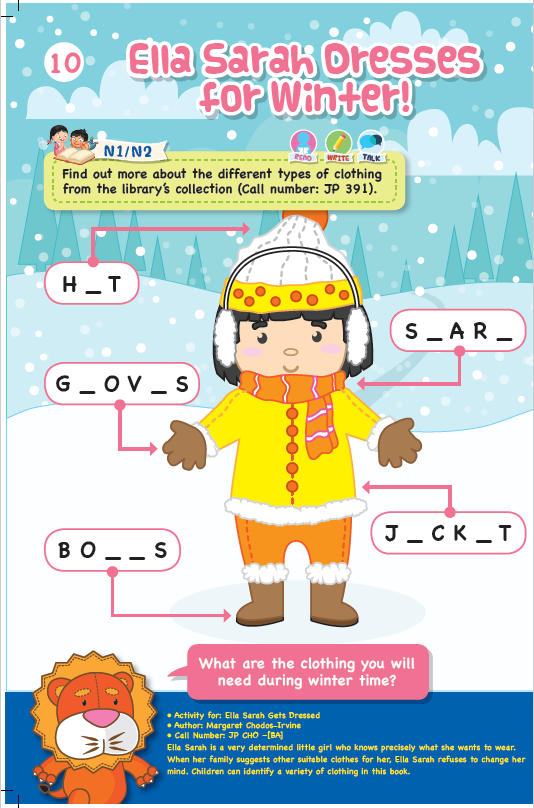 10
Ella Sarah Dresses
for Winter!
N1/N2
READ WRITE TALK
Find out more about the different types of clothing
from the library's collection (Call number: JP 391).
H _ T
S _ AR _
G _ OV _ S
J _ CK _ T
BO _ _ S
What are the clothing you will
need during winter time?
• Activity for: Ella Sarah Gets Dressed
• Author: Margaret Chodos-Irvine
• Call Number: JP CHO -[BA]
Ella Sarah is a very determined little girl who knows precisely what she wants to wear.
When her family suggests other suitable clothes for her, Ella Sarah refuses to change her
mind. Children can identify a variety of clothing in this book.